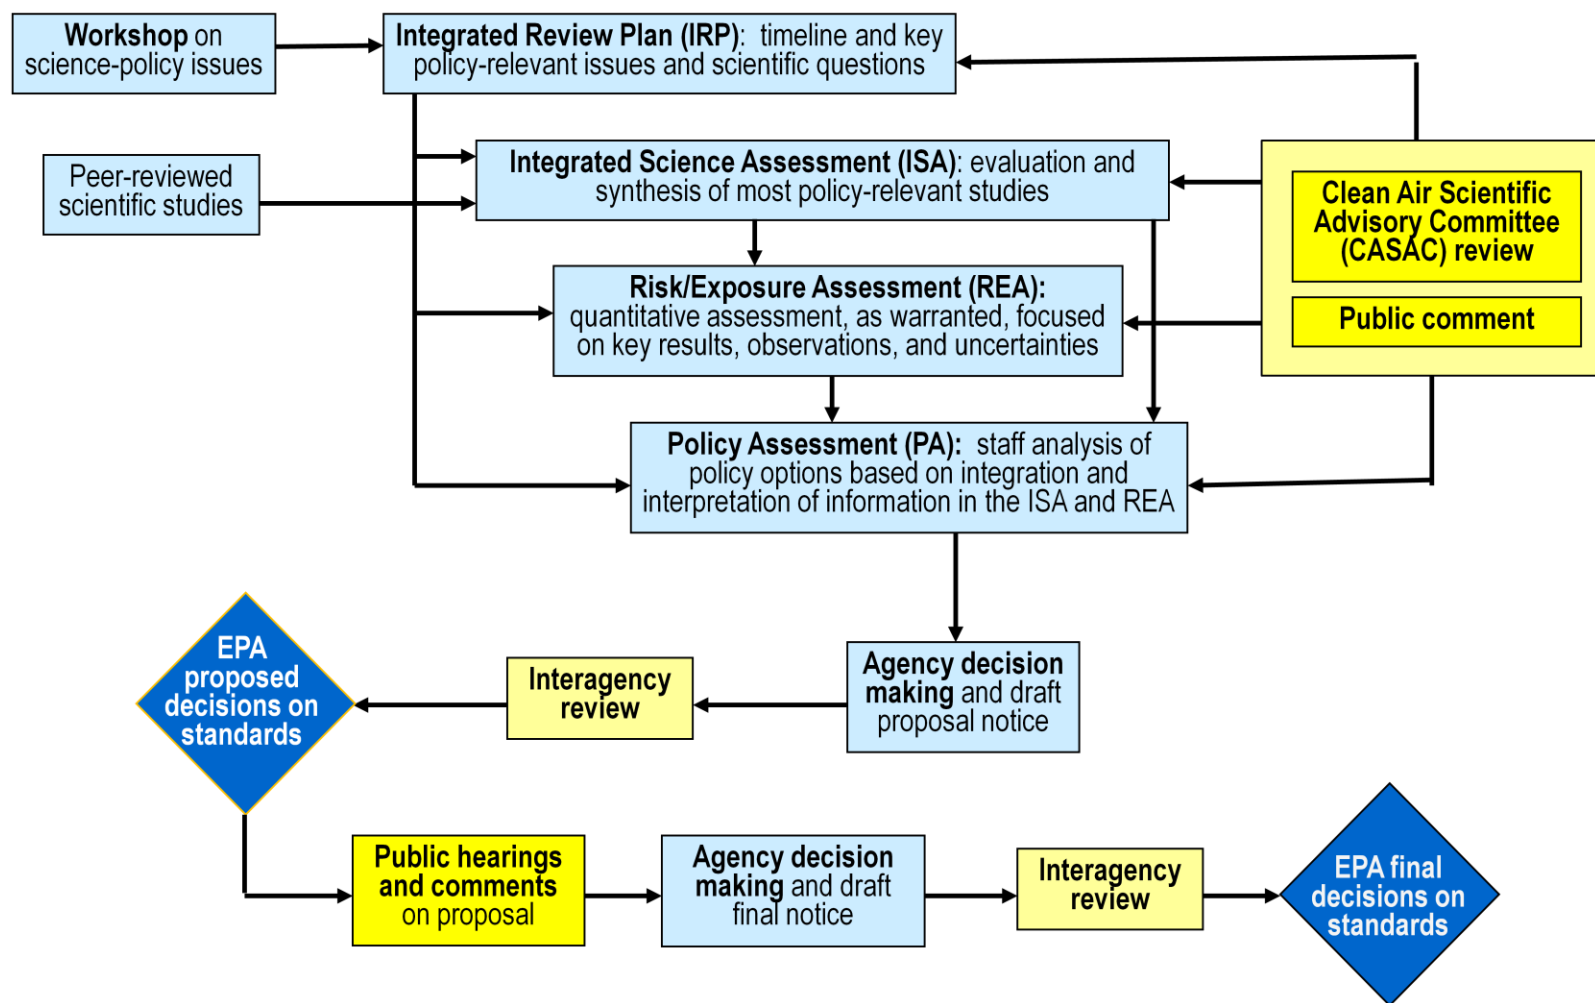 Workshop on
science-policy issues
Integrated Review Plan (IRP):  timeline and key
policy-relevant issues and scientific questions
Peer-reviewed
scientific studies
Integrated Science Assessment (ISA): evaluation and
synthesis of most policy-relevant studies
Clean Air Scientific
Advisory Committee
(CASAC) review
Public comment
Risk/Exposure Assessment (REA):
quantitative assessment, as warranted, focused
on key results, observations, and uncertainties
Policy Assessment (PA):  staff analysis of
policy options based on integration and
interpretation of information in the ISA and REA
Agency decision
making and draft
proposal notice
Interagency
review
EPA
proposed
decisions on
standards
Public hearings
and comments
on proposal
Agency decision
making and draft
final notice
Interagency
review
EPA final
decisions on
standards